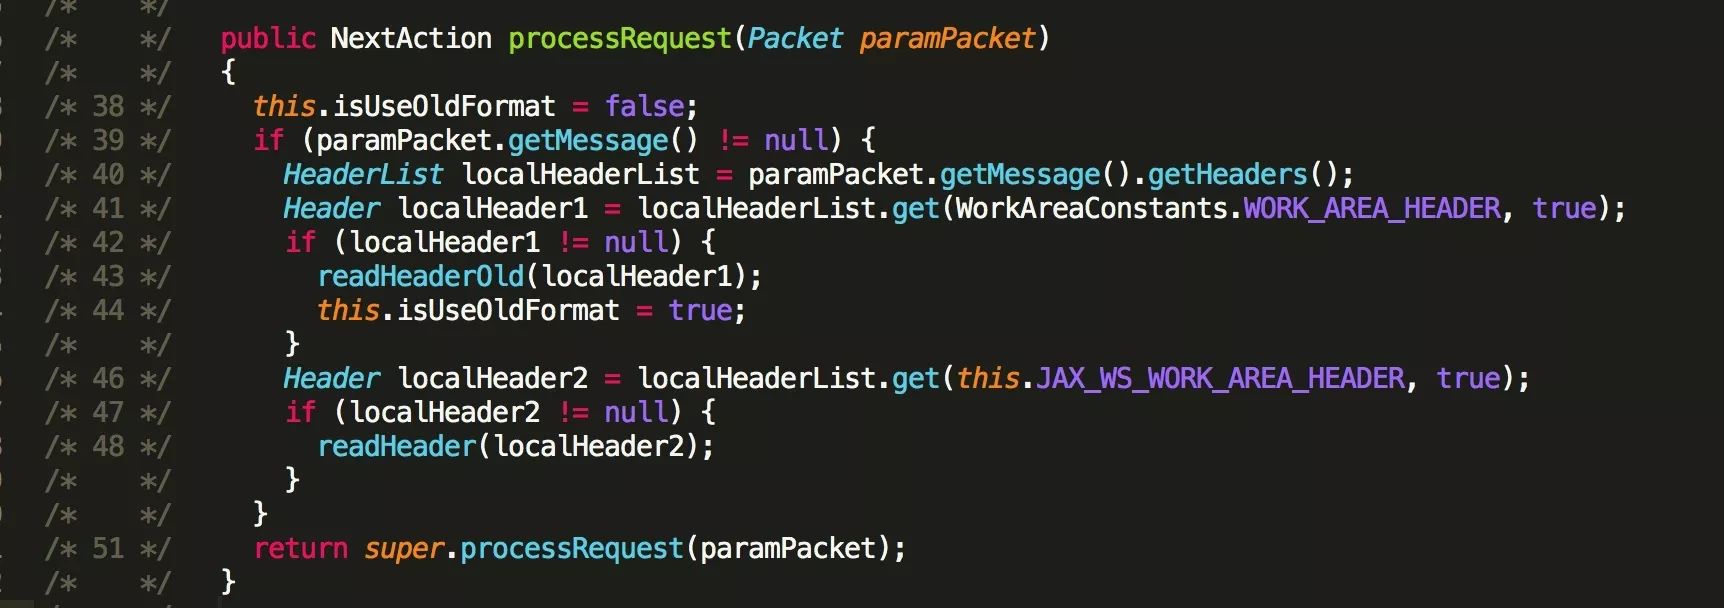 /*    */
/*    */   public NextAction processRequest(Packet paramPacket)
/*    */   {
/* 38 */     this.isUseOldFormat = false;
/* 39 */     if (paramPacket.getMessage() != null) {
/* 40 */       HeaderList localHeaderList = paramPacket.getMessage().getHeaders();
/* 41 */       Header localHeader1 = localHeaderList.get(WorkAreaConstants.WORK_AREA_HEADER, true);
/* 42 */       if (localHeader1 != null) {
/* 43 */         readHeaderOld(localHeader1);
/* 44 */         this.isUseOldFormat = true;
/*    */       }
/* 46 */       Header localHeader2 = localHeaderList.get(this.JAX_WS_WORK_AREA_HEADER, true);
/* 47 */       if (localHeader2 != null) {
/* 48 */         readHeader(localHeader2);
/*    */       }
/*    */     }
/* 51 */     return super.processRequest(paramPacket);
/*    */   }